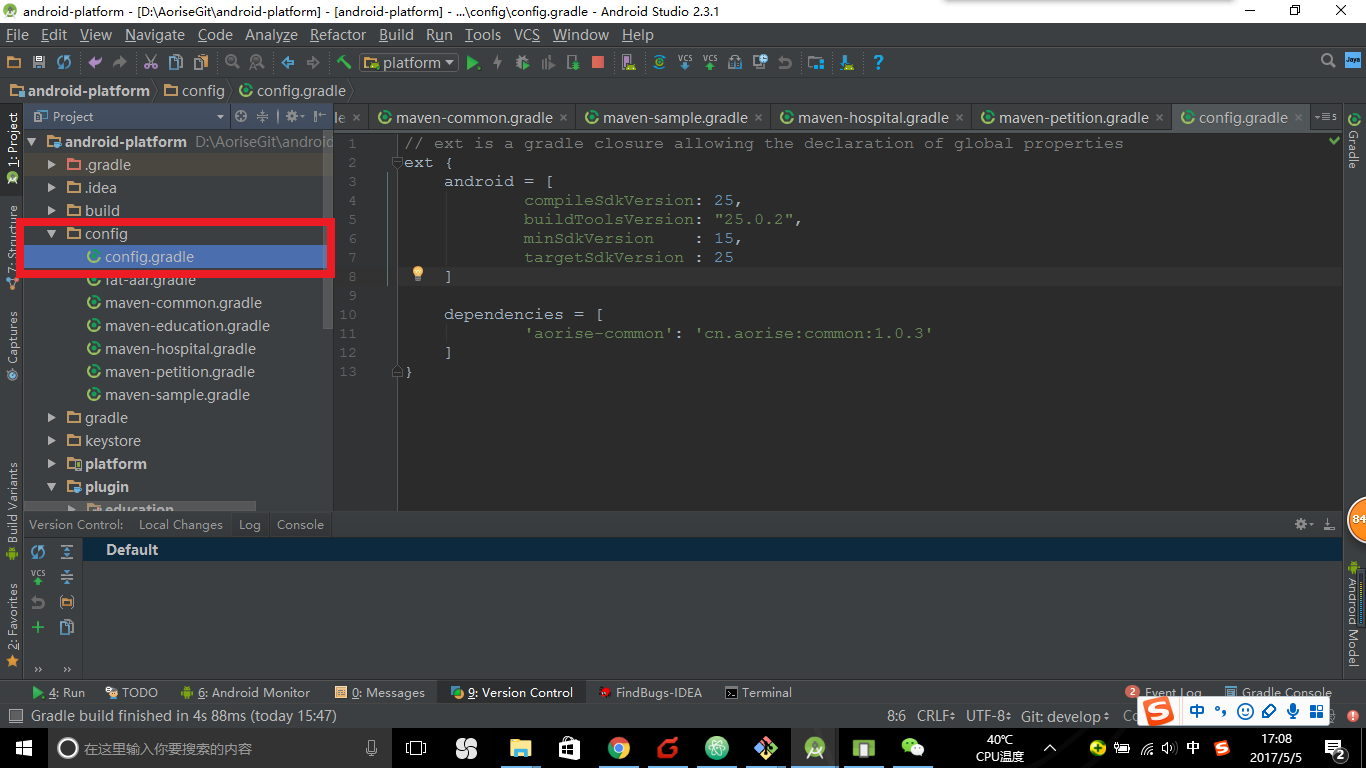 android-platform - [D:\AoriseGit\android-platform] - [android-platform] - ...\config\config.gradle - Android Studio 2.3.1
File Edit View Navigate Code Analyze Refactor Build Run Tools VCS Window Help
platform
android-platform config config.gradle
Project
le maven-common.gradle maven-sample.gradle maven-hospital.gradle maven-petition.gradle config.gradle
5
1: Project
7: Structure
Captures
Build Variants
2: Favorites
android-platform D:\AoriseGit\android
.gradle
.idea
build
config
config.gradle
fat-aar.gradle
maven-common.gradle
maven-education.gradle
maven-hospital.gradle
maven-petition.gradle
maven-sample.gradle
gradle
keystore
platform
plugin
education
1 // ext is a gradle closure allowing the declaration of global properties
2 ext {
3 android = [
4 compileSdkVersion: 25,
5 buildToolsVersion: "25.0.2",
6 minSdkVersion : 15,
7 targetSdkVersion : 25
8 ]
9
10 dependencies = [
11 'aorise-common': 'cn.aorise:common:1.0.3'
12 ]
13 }
Gradle
84
Android Model
Version Control: Local Changes Log Console
Default
VCS
4: Run TODO 6: Android Monitor 0: Messages 9: Version Control FindBugs-IDEA Terminal 2 Event Log Gradle Console
Gradle build finished in 4s 88ms (today 15:47) 8:6 CRLF UTF-8 Git: develop
中
在这里输入你要搜索的内容
40℃
CPU温度
中
17:08
2017/5/5
2